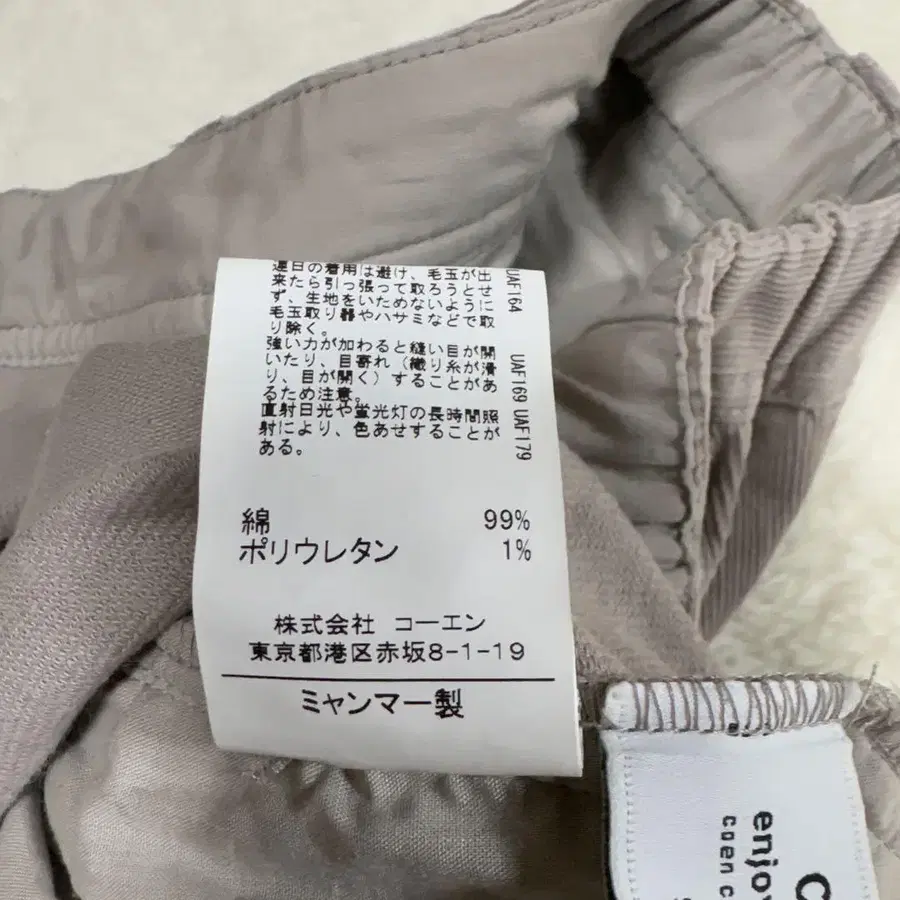 連日の着用は避け、毛玉が出
来たら引っ張って取ろうとせ
ず、生地をいためないように
毛玉取り器やハサミなどで取
り除く。
強い力が加わると縫い目が開
いたり、目寄れ（織り糸が滑
り、目が開く）することがあ
るため注意。
直射日光や蛍光灯の長時間照
射により、色あせすることが
ある。
UAF164
UAF169 UAF179
綿 99%
ポリウレタン 1%
株式会社 コーエン
東京都港区赤坂8-1-19
ミャンマー製
enjoy
coen c